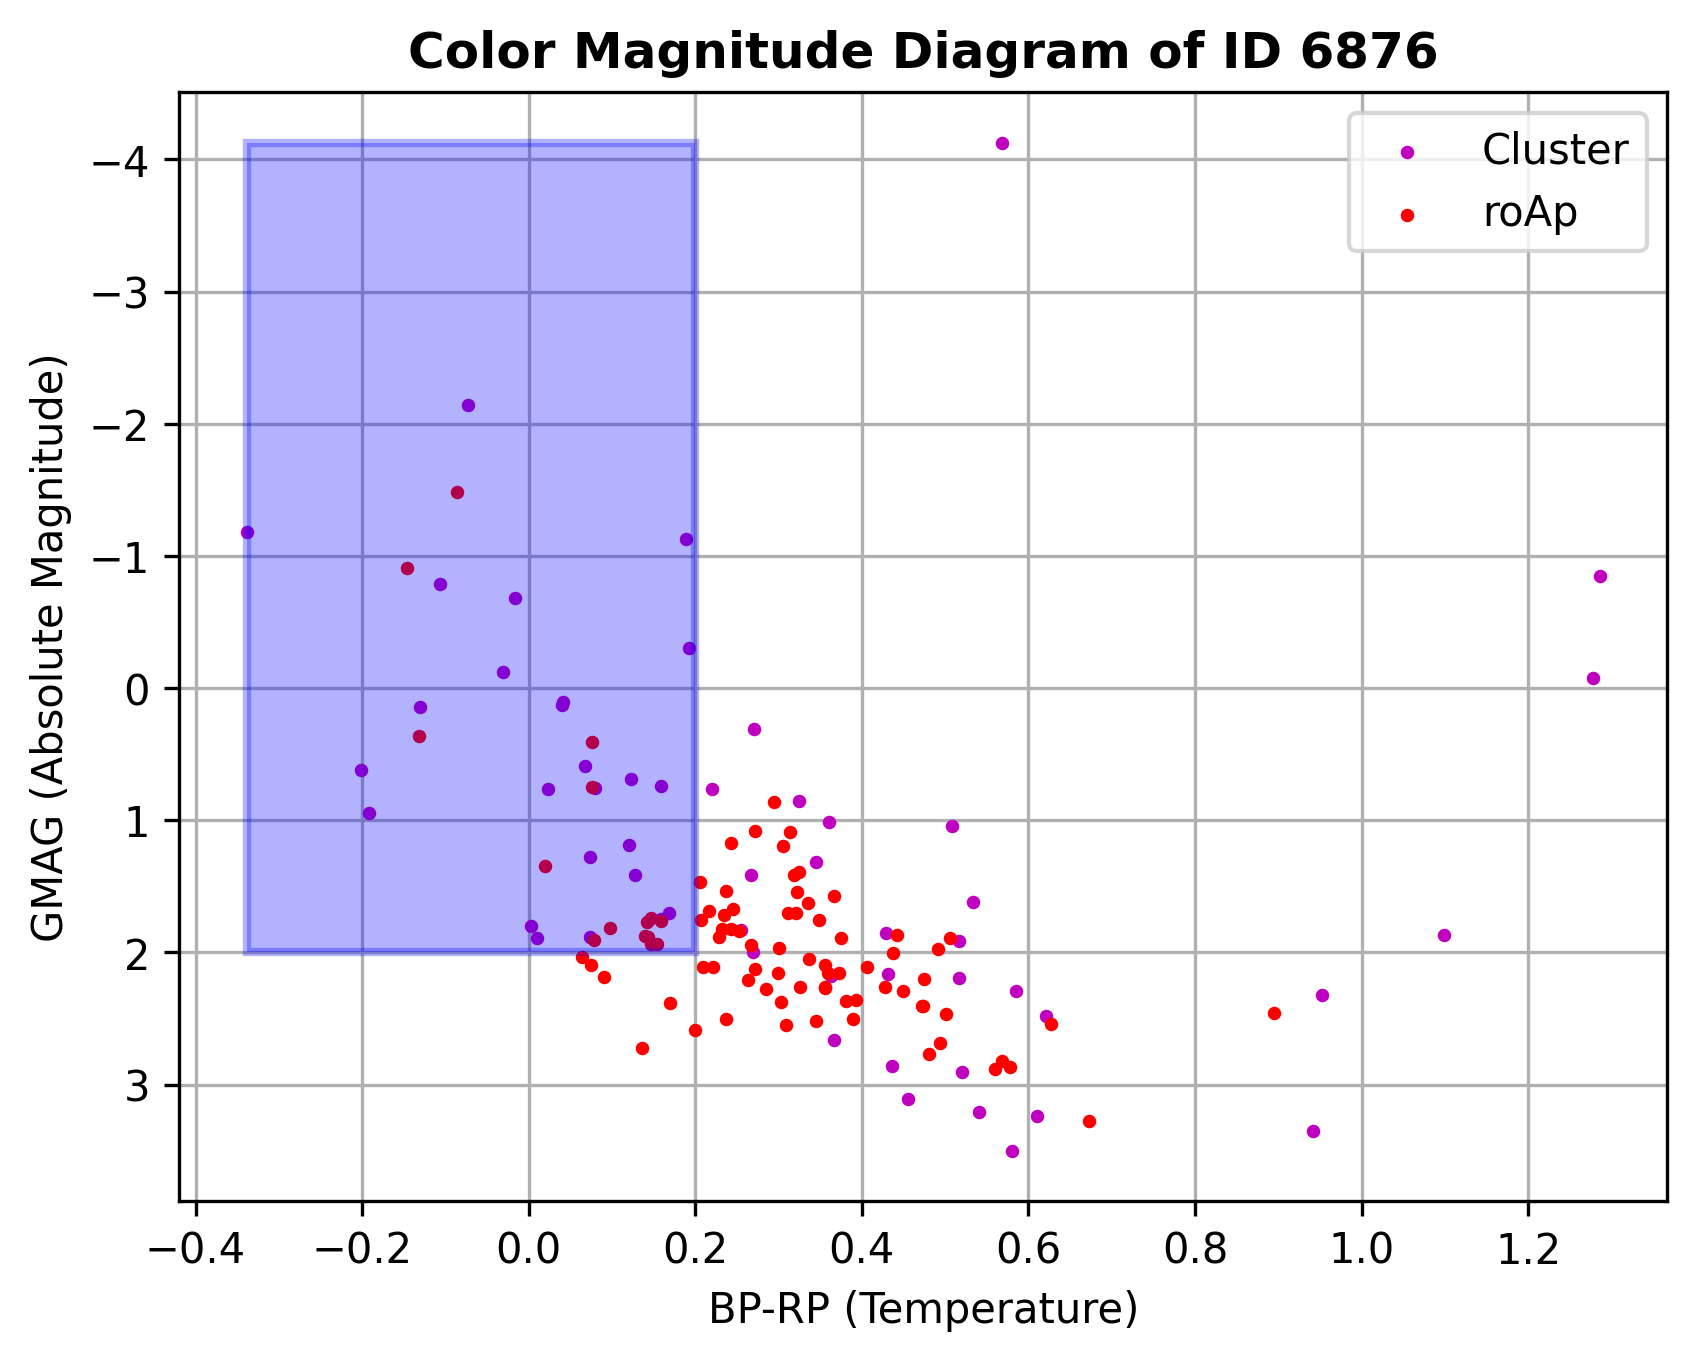 Color Magnitude Diagram of ID 6876
Cluster
roAp
GMAG (Absolute Magnitude)
−4
−3
−2
−1
0
1
2
3
−0.4 −0.2 0.0 0.2 0.4 0.6 0.8 1.0 1.2
BP-RP (Temperature)